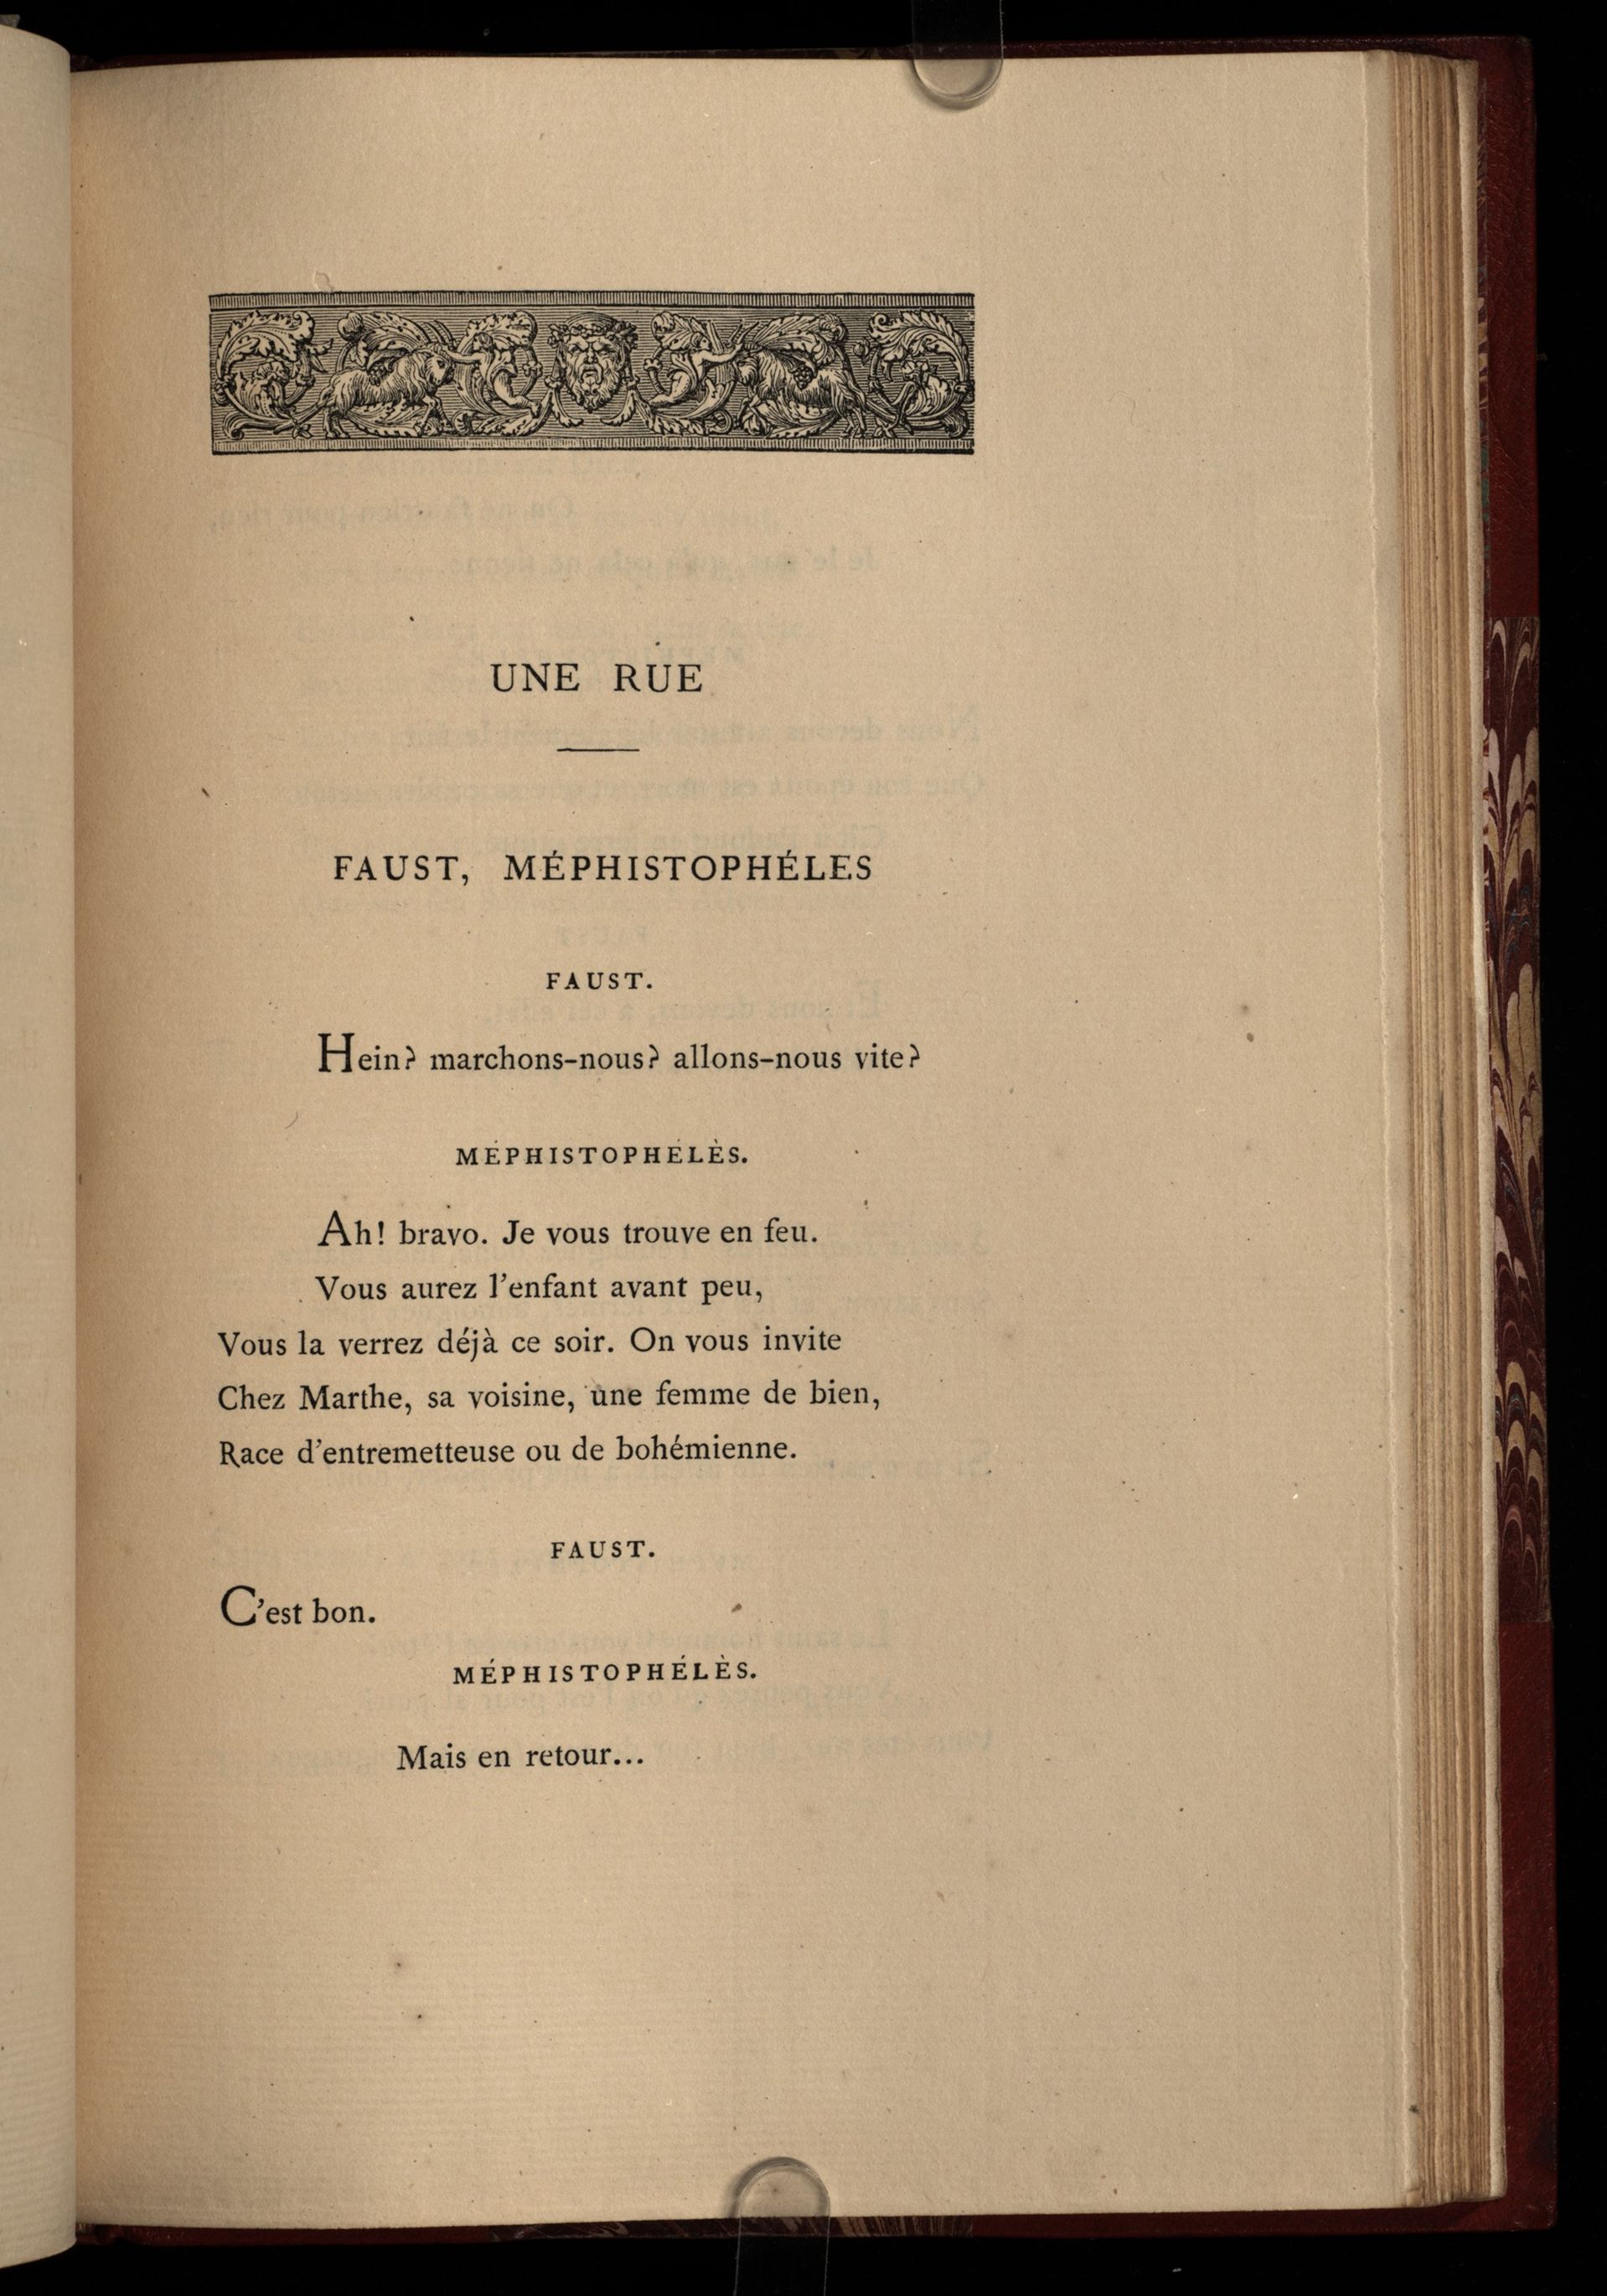 UNE RUE
FAUST, MÉPHISTOPHÉLES
FAUST.
Hein? marchons-nous? allons-nous vite?
MÉPHISTOPHÉLÈS.
Ah! bravo. Je vous trouve en feu.
Vous aurez l'enfant avant peu,
Vous la verrez déjà ce soir. On vous invite
Chez Marthe, sa voisine, une femme de bien,
Race d'entremetteuse ou de bohémienne.
FAUST.
C'est bon.
MÉPHISTOPHÉLÈS.
Mais en retour...